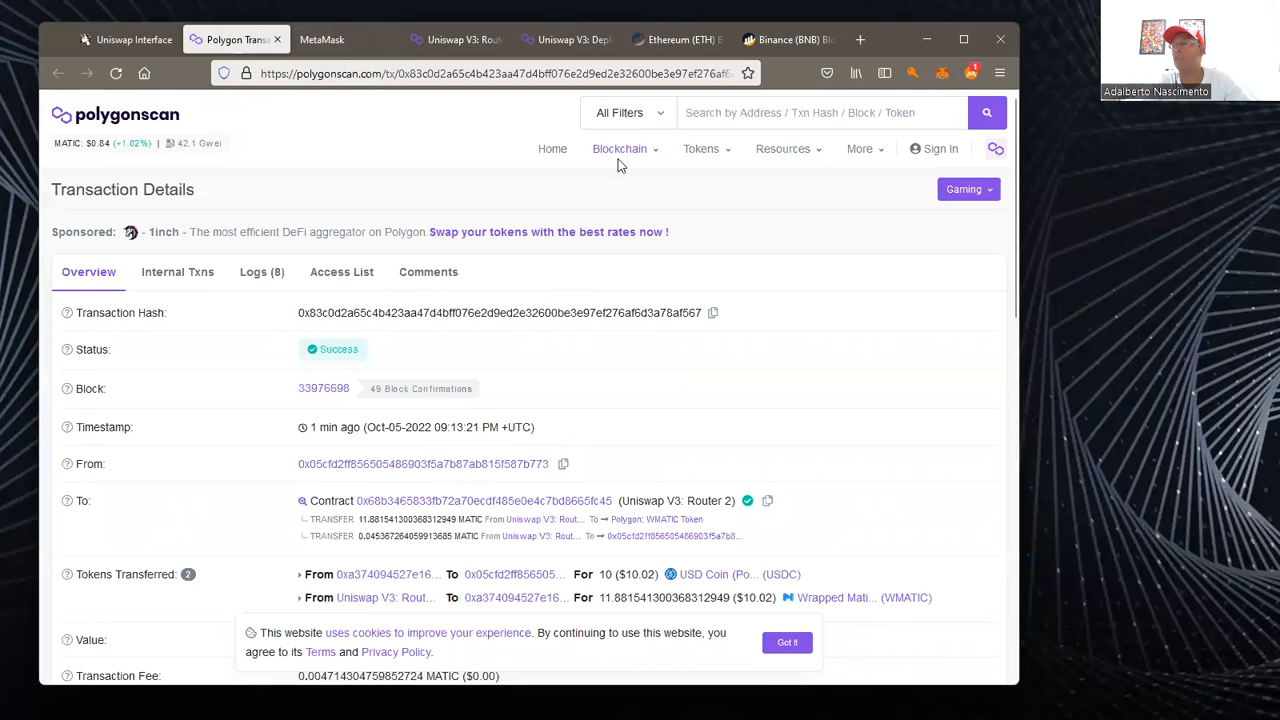 Uniswap Interface
Polygon Trans
MetaMask
Uniswap V3: Rou
Uniswap V3: Dep
Ethereum (ETH) B
Binance (BNB) Blo
https://polygonscan.com/tx/0x83c0d2a65c4b423aa47d4bff076e2d9ed2e32600be3e97ef276af6
1
Adalberto Nascimento
polygonscan
All Filters
Search by Address / Txn Hash / Block / Token
MATIC: $0.84 (+1.02%) | 42.1 Gwei
Home
Blockchain
Tokens
Resources
More
Sign In
Transaction Details
Gaming
Sponsored: - 1inch - The most efficient DeFi aggregator on Polygon. Swap your tokens with the best rates now !
Overview
Internal Txns
Logs (8)
Access List
Comments
Transaction Hash: 0x83c0d2a65c4b423aa47d4bff076e2d9ed2e32600be3e97ef276af6d3a78af567
Status: Success
Block: 33976698 49 Block Confirmations
Timestamp: 1 min ago (Oct-05-2022 09:13:21 PM +UTC)
From: 0x05cfd2ff856505486903f5a7b87ab815f587b773
To: Contract 0x68b3465833fb72a70ecdf485e0e4c7bd8665fc45 (Uniswap V3: Router 2)
TRANSFER 11.881541300368312949 MATIC From Uniswap V3: Rout... To → Polygon: WMATIC Token
TRANSFER 0.045367264059913685 MATIC From Uniswap V3: Rout... To → 0x05cfd2ff856505486903f5a7b8...
Tokens Transferred: 2
From 0xa374094527e16... To 0x05cfd2ff856505... For 10 ($10.02) USD Coin (Po... (USDC)
From Uniswap V3: Rout... To 0xa374094527e16... For 11.881541300368312949 ($10.02) Wrapped Mati... (WMATIC)
Value:
This website uses cookies to improve your experience. By continuing to use this website, you
agree to its Terms and Privacy Policy.
Got it
Transaction Fee: 0.004714304759852724 MATIC ($0.00)